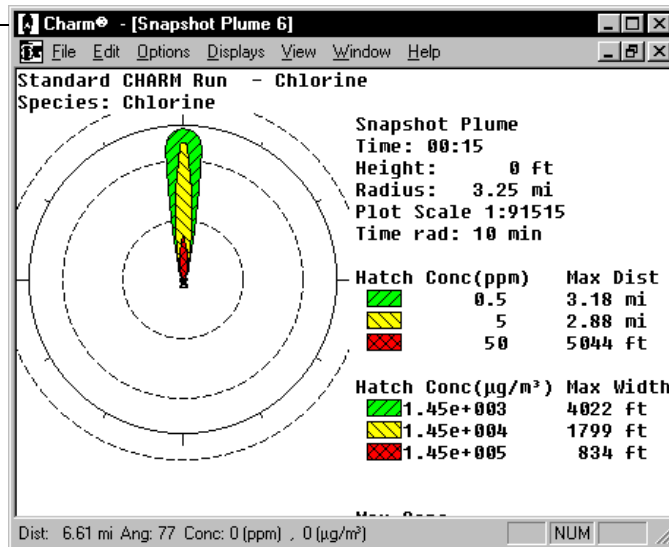 Charm® - [Snapshot Plume 6]
File Edit Options Displays View Window Help
Standard CHARM Run - Chlorine
Species: Chlorine
Snapshot Plume
Time: 00:15
Height: 0 ft
Radius: 3.25 mi
Plot Scale 1:91515
Time rad: 10 min
Hatch Conc(ppm) Max Dist
0.5 3.18 mi
5 2.88 mi
50 5044 ft
Hatch Conc(µg/m³) Max Width
1.45e+003 4022 ft
1.45e+004 1799 ft
1.45e+005 834 ft
Dist: 6.61 mi Ang: 77 Conc: 0 (ppm) , 0 (µg/m³) NUM